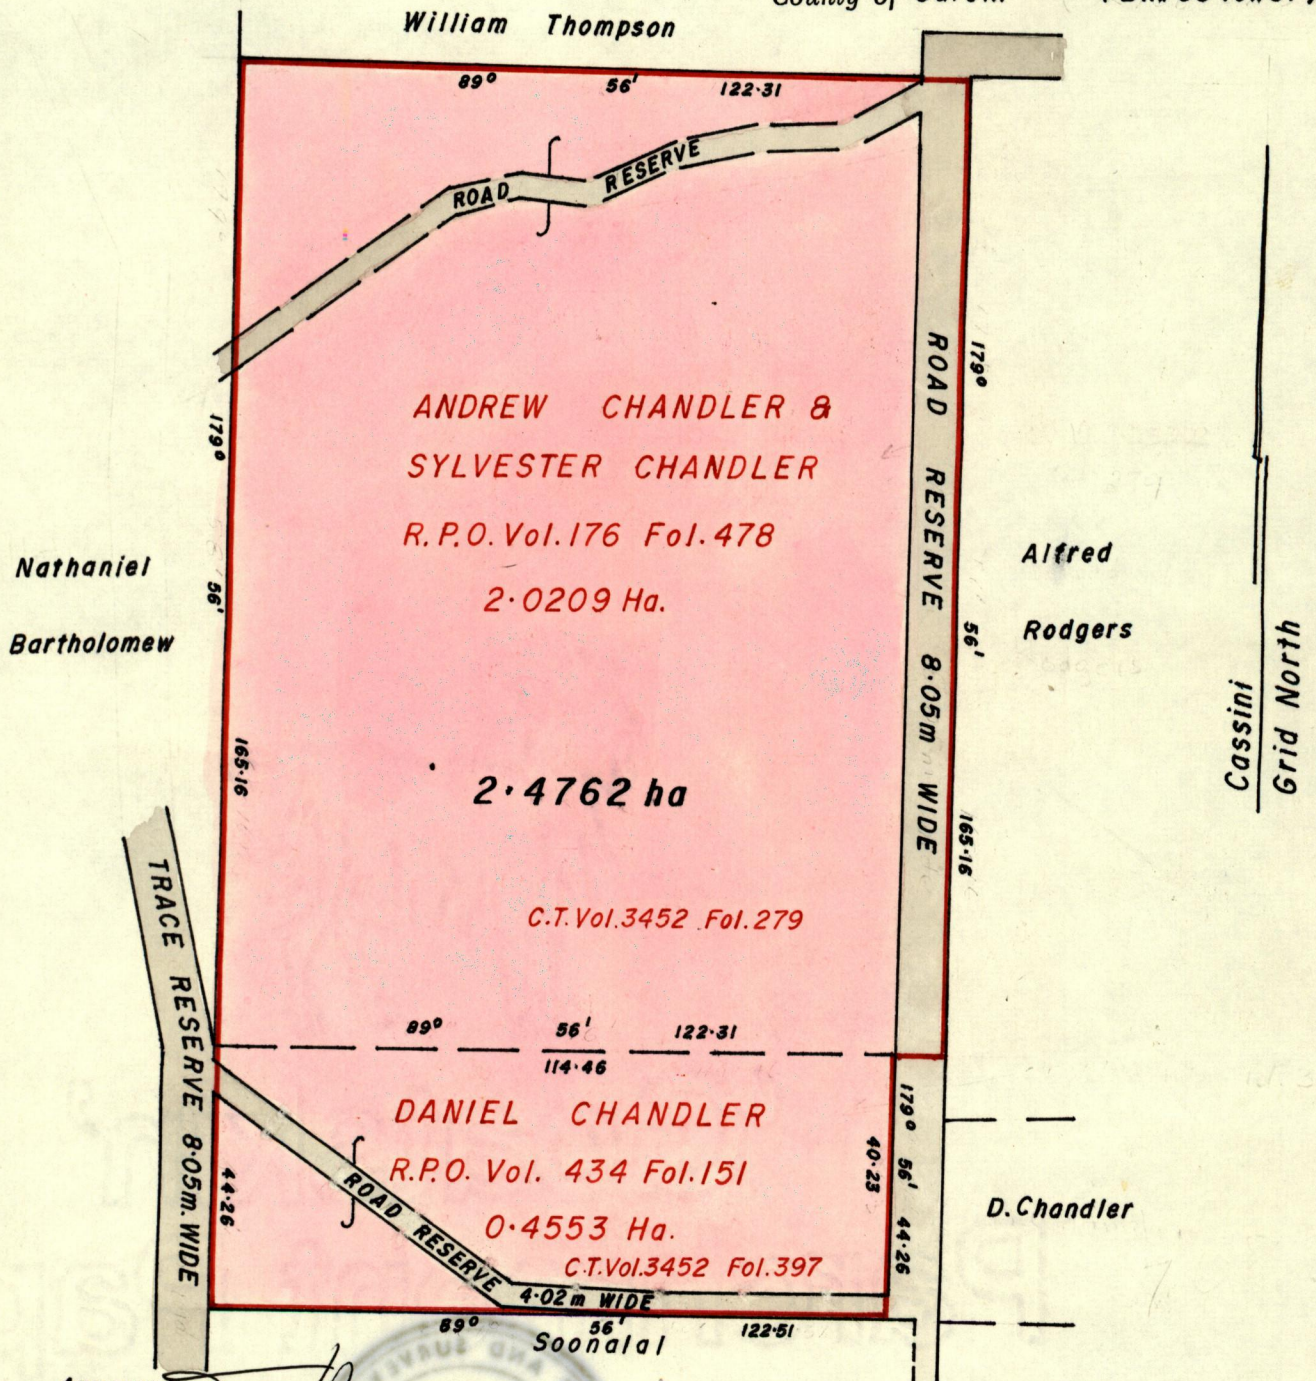 County of
William Thompson
89° 56' 122·31
ROAD RESERVE
179°
ANDREW CHANDLER &
SYLVESTER CHANDLER
R.P.O. Vol. 176 Fol. 478
2·0209 Ha.
179°
56'
165·16
Nathaniel
Bartholomew
ROAD RESERVE 8·05m WIDE
56'
165·16
Alfred
Rodgers
Cassini
Grid North
2·4762 ha
C.T. Vol. 3452 Fol. 279
TRACE RESERVE 8·05m. WIDE
89° 56' 122·31
114·46
DANIEL CHANDLER
R.P.O. Vol. 434 Fol. 151
0·4553 Ha.
C.T. Vol. 3452 Fol. 397
44·26
40·23
179° 56' 44·26
D. Chandler
ROAD RESERVE
4·02m WIDE
89° 56' 122·51
Soonalal